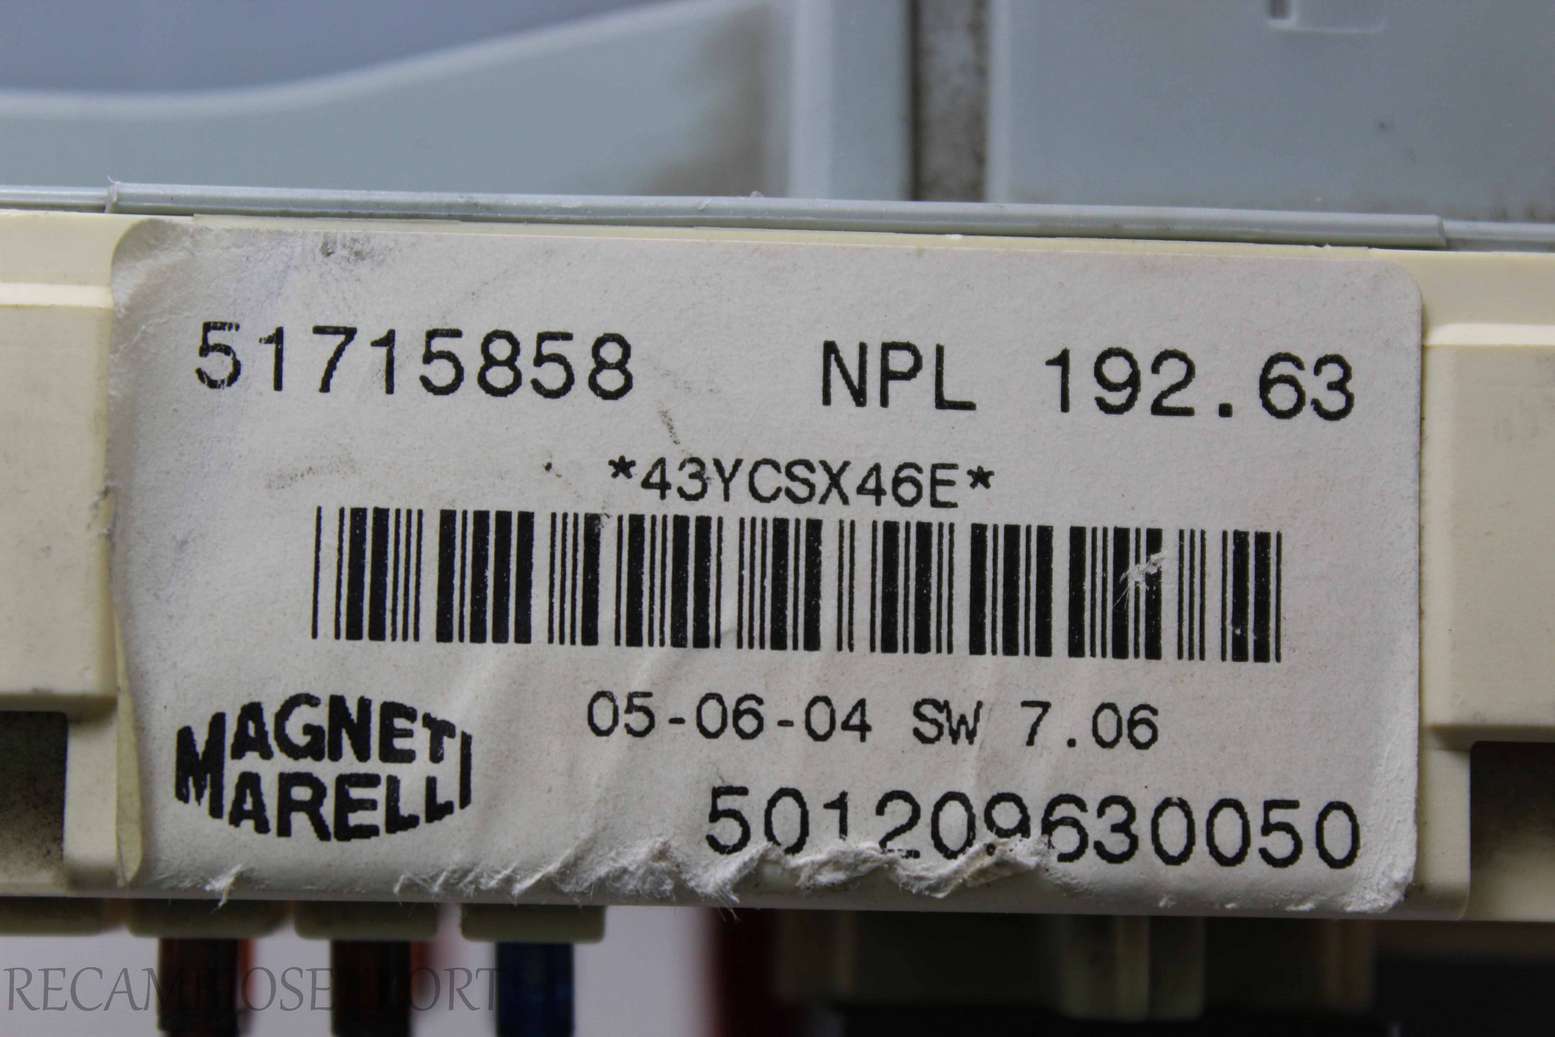 51715858 NPL 192.63
*43YCSX46E*
05-06-04 SW 7.06
MAGNETI
MARELLI
501209630050